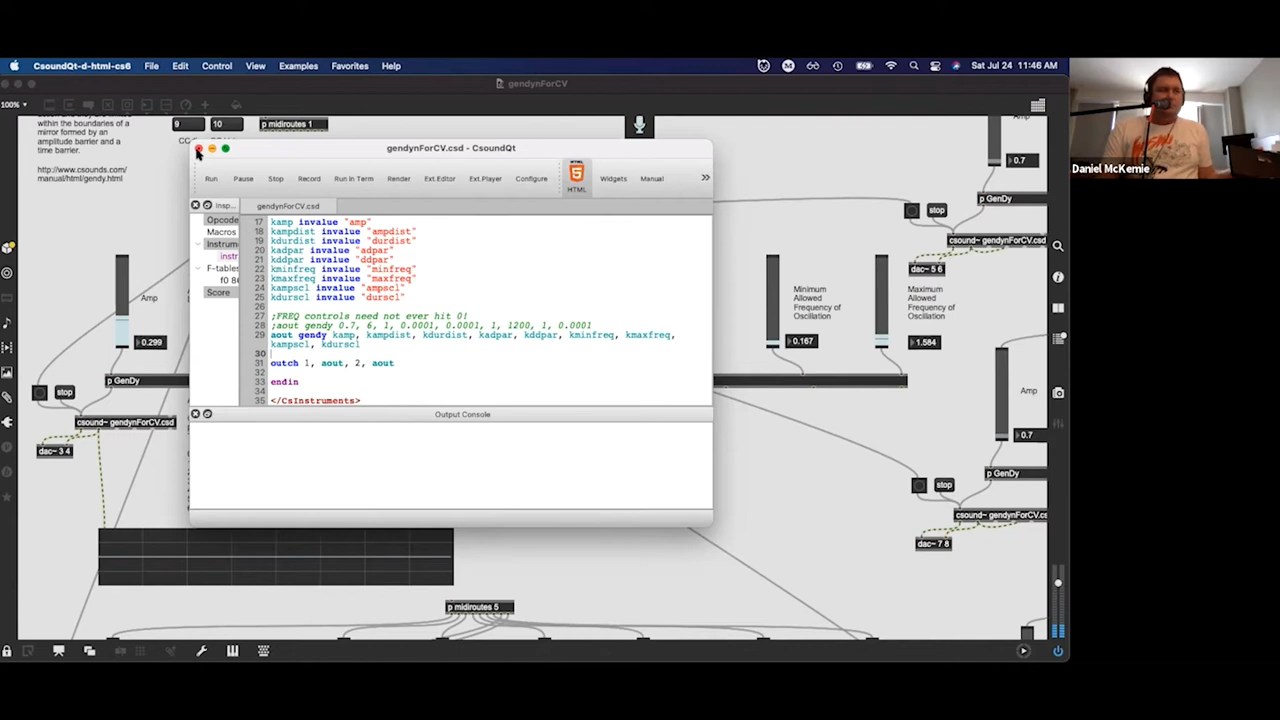 CsoundQt-d-html-cs6 File Edit Control View Examples Favorites Help
Sat Jul 24 11:46 AM
gendynForCV
100%
within the boundaries of a
mirror formed by an
amplitude barrier and a
time barrier.
http://www.csounds.com/
manual/html/gendy.html
9
10
p midiroutes 1
gendynForCV.csd - CsoundQt
Run
Pause
Stop
Record
Run in Term
Render
Ext.Editor
Ext.Player
Configure
HTML
HTML
Widgets
Manual
Insp...
gendynForCV.csd
Opcode
Macros
Instrum
instr
F-tables
f0 86
Score
17 kamp invalue "amp"
18 kampdist invalue "ampdist"
19 kdurdist invalue "durdist"
20 kadpar invalue "adpar"
21 kddpar invalue "ddpar"
22 kminfreq invalue "minfreq"
23 kmaxfreq invalue "maxfreq"
24 kampscl invalue "ampscl"
25 kdurscl invalue "durscl"
26
27 ;FREQ controls need not ever hit 0!
28 ;aout gendy 0.7, 6, 1, 0.0001, 0.0001, 1, 1200, 1, 0.0001
29 aout gendy kamp, kampdist, kdurdist, kadpar, kddpar, kminfreq, kmaxfreq,
kampscl, kdurscl
30
31 outch 1, aout, 2, aout
32
33 endin
34
35 </CsInstruments>
Output Console
Amp
0.299
p GenDy
stop
csound~ gendynForCV.csd
dac~ 3 4
p midiroutes 5
Minimum
Allowed
Frequency of
Oscillation
0.167
Maximum
Allowed
Frequency of
Oscillation
1.584
Amp
0.7
p GenDy
stop
csound~ gendynForCV.csd
dac~ 5 6
Amp
0.7
p GenDy
stop
csound~ gendynForCV.cs
dac~ 7 8
Daniel McKemie